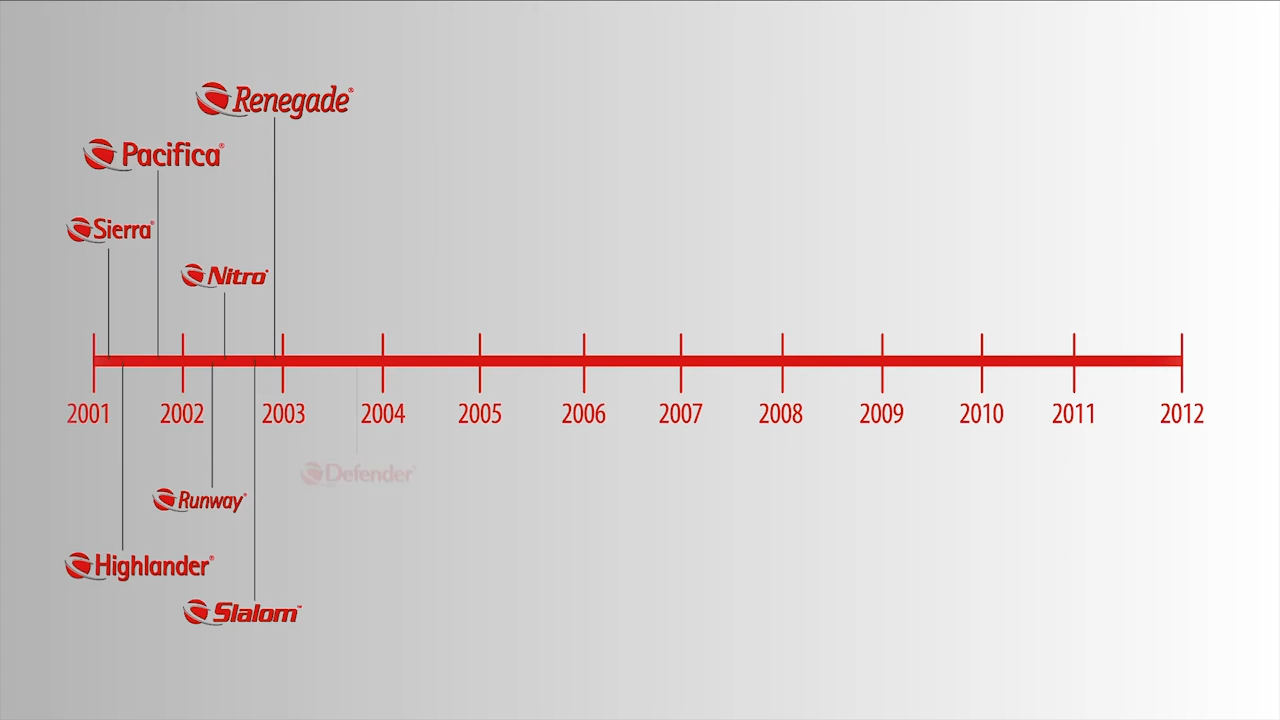 Renegade®
Pacifica®
Sierra®
Nitro®
2001 2002 2003 2004 2005 2006 2007 2008 2009 2010 2011 2012
Defender
Runway®
Highlander®
Slalom™